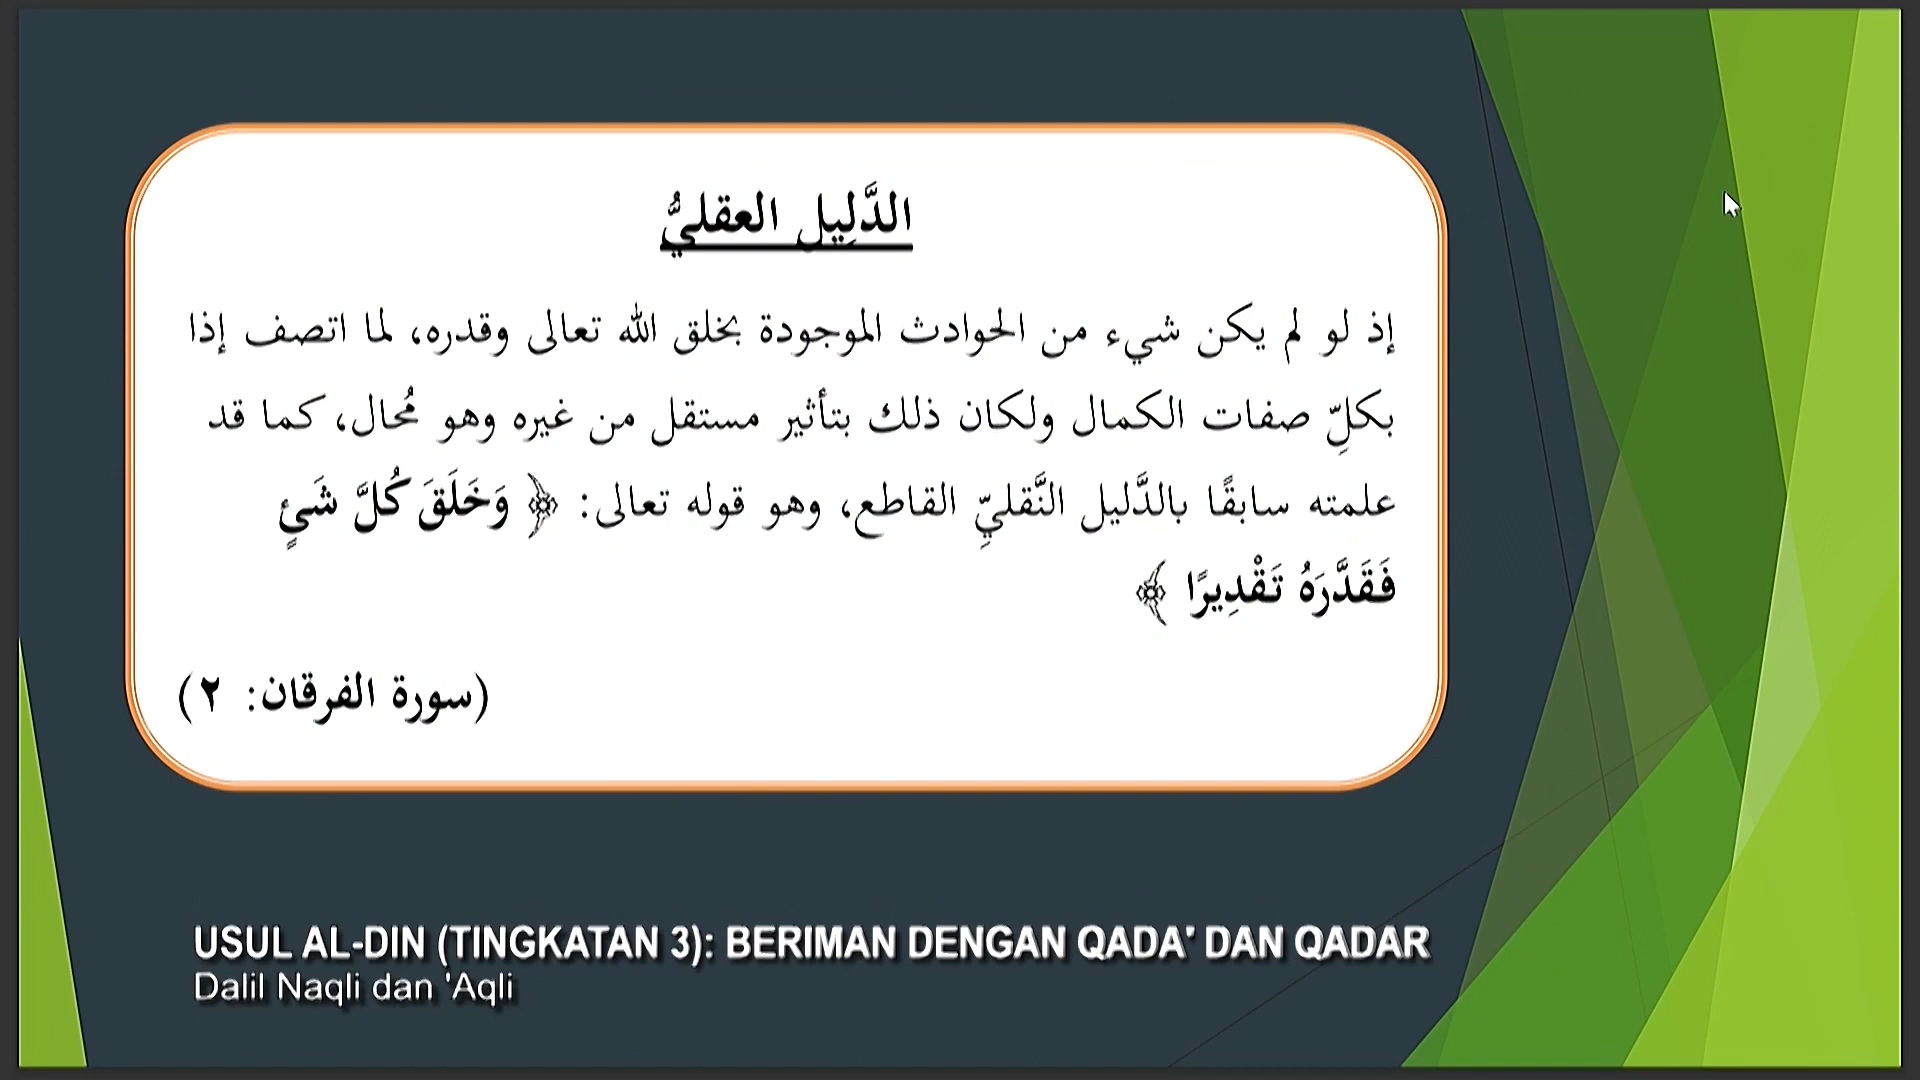 الدَّلِيل العقليُّ
إذ لو لم يكن شيء من الحوادث الموجودة بخلق الله تعالى وقدره، لما اتصف إذا
بكلِّ صفات الكمال ولكان ذلك بتأثير مستقل من غيره وهو مُحال، كما قد
علمته سابقًا بالدَّليل النَّقليِّ القاطع، وهو قوله تعالى: ﴿ وَخَلَقَ كُلَّ شَيٍ
فَقَدَّرَهُ تَقْدِيرًا ﴾
(سورة الفرقان: ٢)
USUL AL-DIN (TINGKATAN 3): BERIMAN DENGAN QADA' DAN QADAR
Dalil Naqli dan 'Aqli